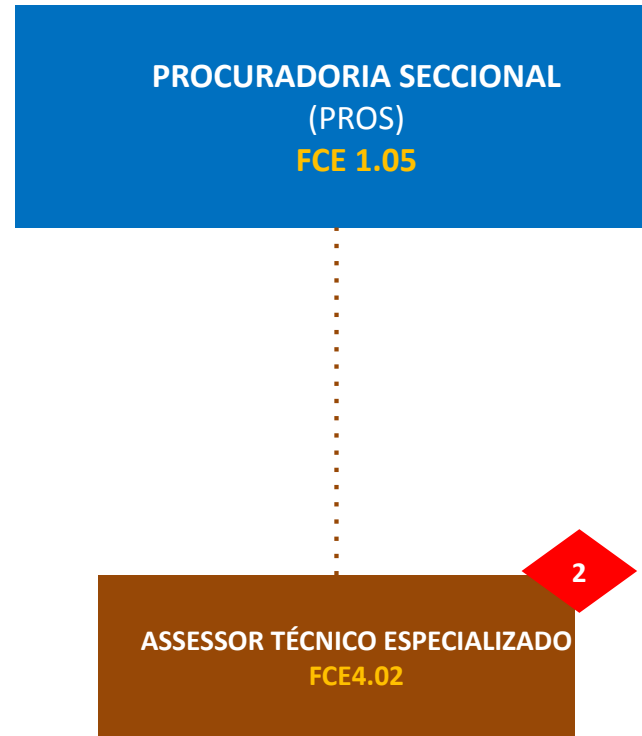 PROCURADORIA SECCIONAL
(PROS)
FCE 1.05
2
ASSESSOR TÉCNICO ESPECIALIZADO
FCE4.02